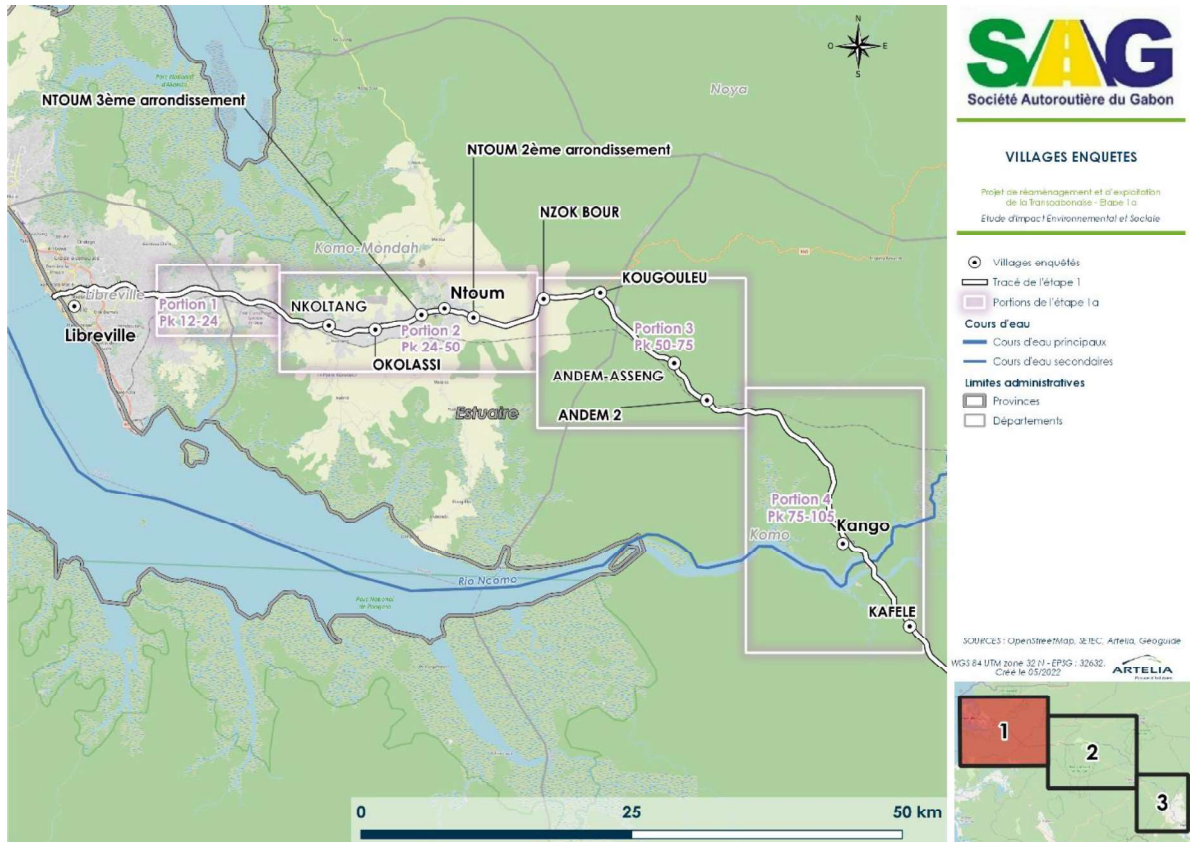 NTOUM 3ème arrondissement
NTOUM 2ème arrondissement
NZOK BOUR
KOUGOULEU
Noya
Komo-Mondah
Libreville
Libreville
Portion 1
Pk 12-24
NKOLTANG
Ntoum
Portion 2
Pk 24-50
OKOLASSI
Estuaire
Portion 3
Pk 50-75
ANDEM-ASSENG
ANDEM 2
Portion 4
Pk 75-105
Kango
Komo
KAFELE
Rio Ncomo
N
O
E
S
0
25
50 km
SAG
Société Autoroutière du Gabon
VILLAGES ENQUETES
Projet de réaménagement et d'exploitation
de la Transgabonaise - Etape 1a
Etude d'Impact Environnemental et Sociale
Villages enquêtés
Tracé de l'étape 1
Portions de l'étape 1a
Cours d'eau
Cours d'eau principaux
Cours d'eau secondaires
Limites administratives
Provinces
Départements
SOURCES : OpenStreetMap, SETEC, Artelia, Géoguide
WGS 84 UTM zone 32 N - EPSG : 32632.
Créé le 05/2022
ARTELIA
1
2
3